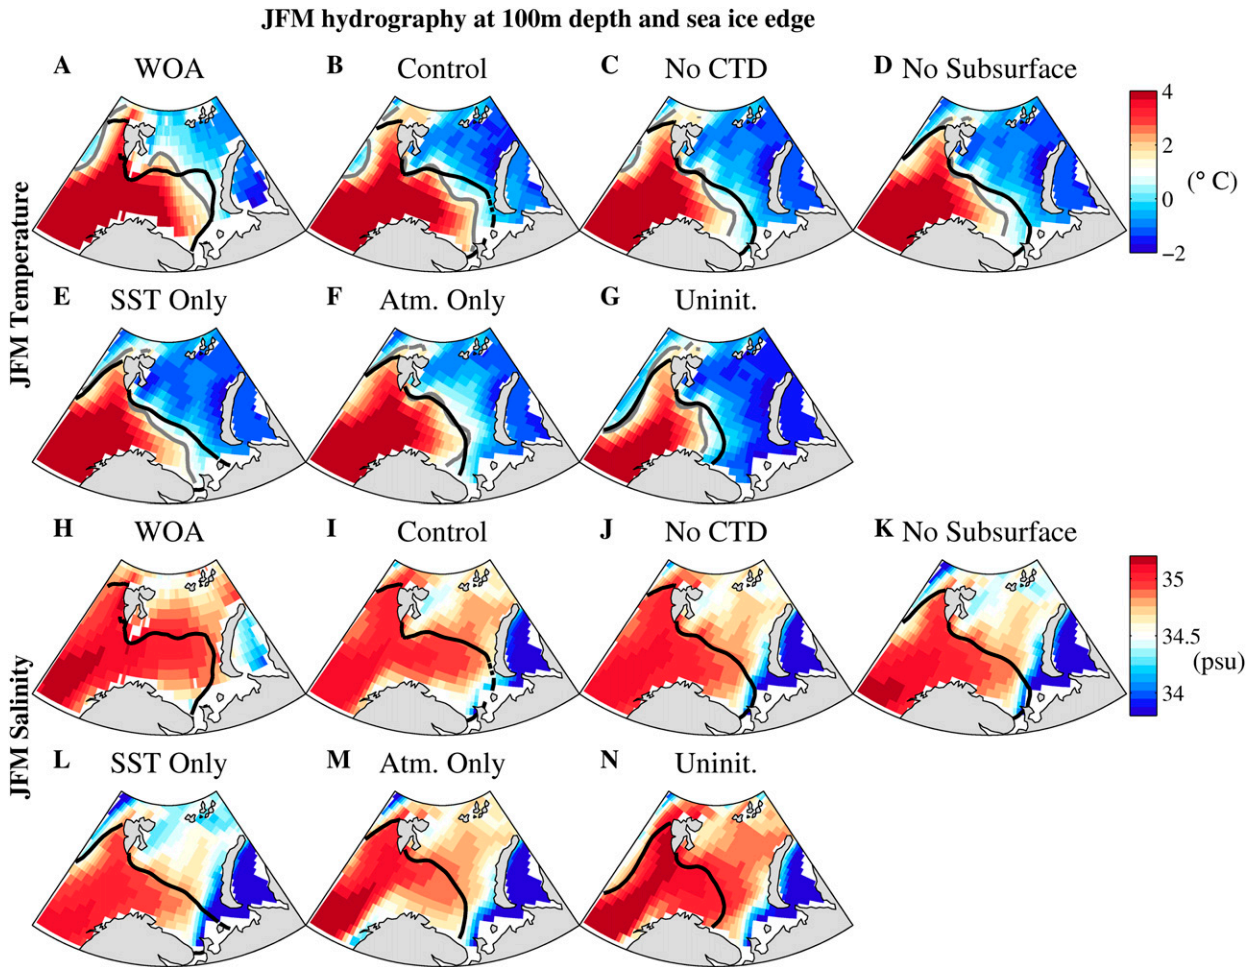 JFM hydrography at 100m depth and sea ice edge
A WOA
B Control
C No CTD
D No Subsurface
4
2
0
−2
(° C)
JFM Temperature
E SST Only
F Atm. Only
G Uninit.
H WOA
I Control
J No CTD
K No Subsurface
35
34.5
34
(psu)
JFM Salinity
L SST Only
M Atm. Only
N Uninit.